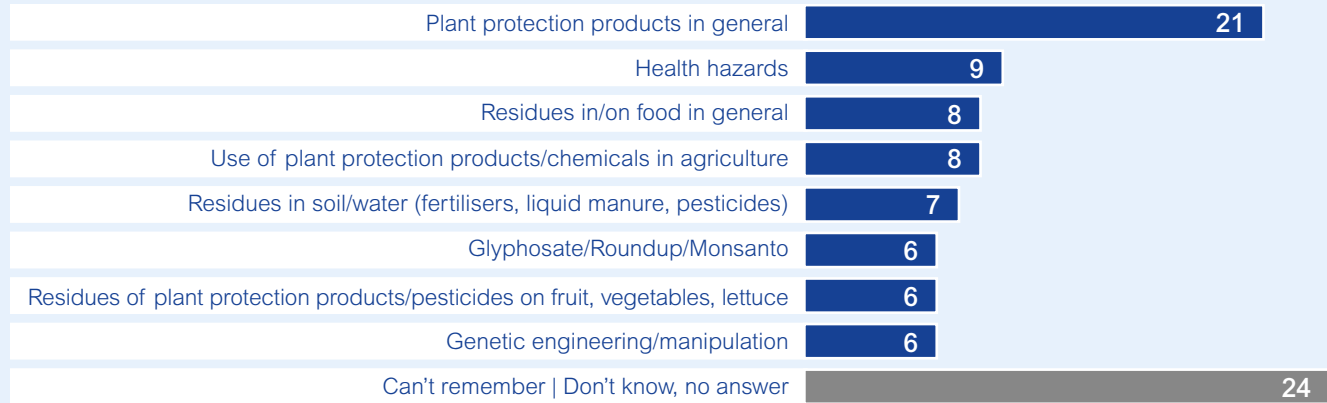 Plant protection products in general 21
Health hazards 9
Residues in/on food in general 8
Use of plant protection products/chemicals in agriculture 8
Residues in soil/water (fertilisers, liquid manure, pesticides) 7
Glyphosate/Roundup/Monsanto 6
Residues of plant protection products/pesticides on fruit, vegetables, lettuce 6
Genetic engineering/manipulation 6
Can't remember | Don't know, no answer 24